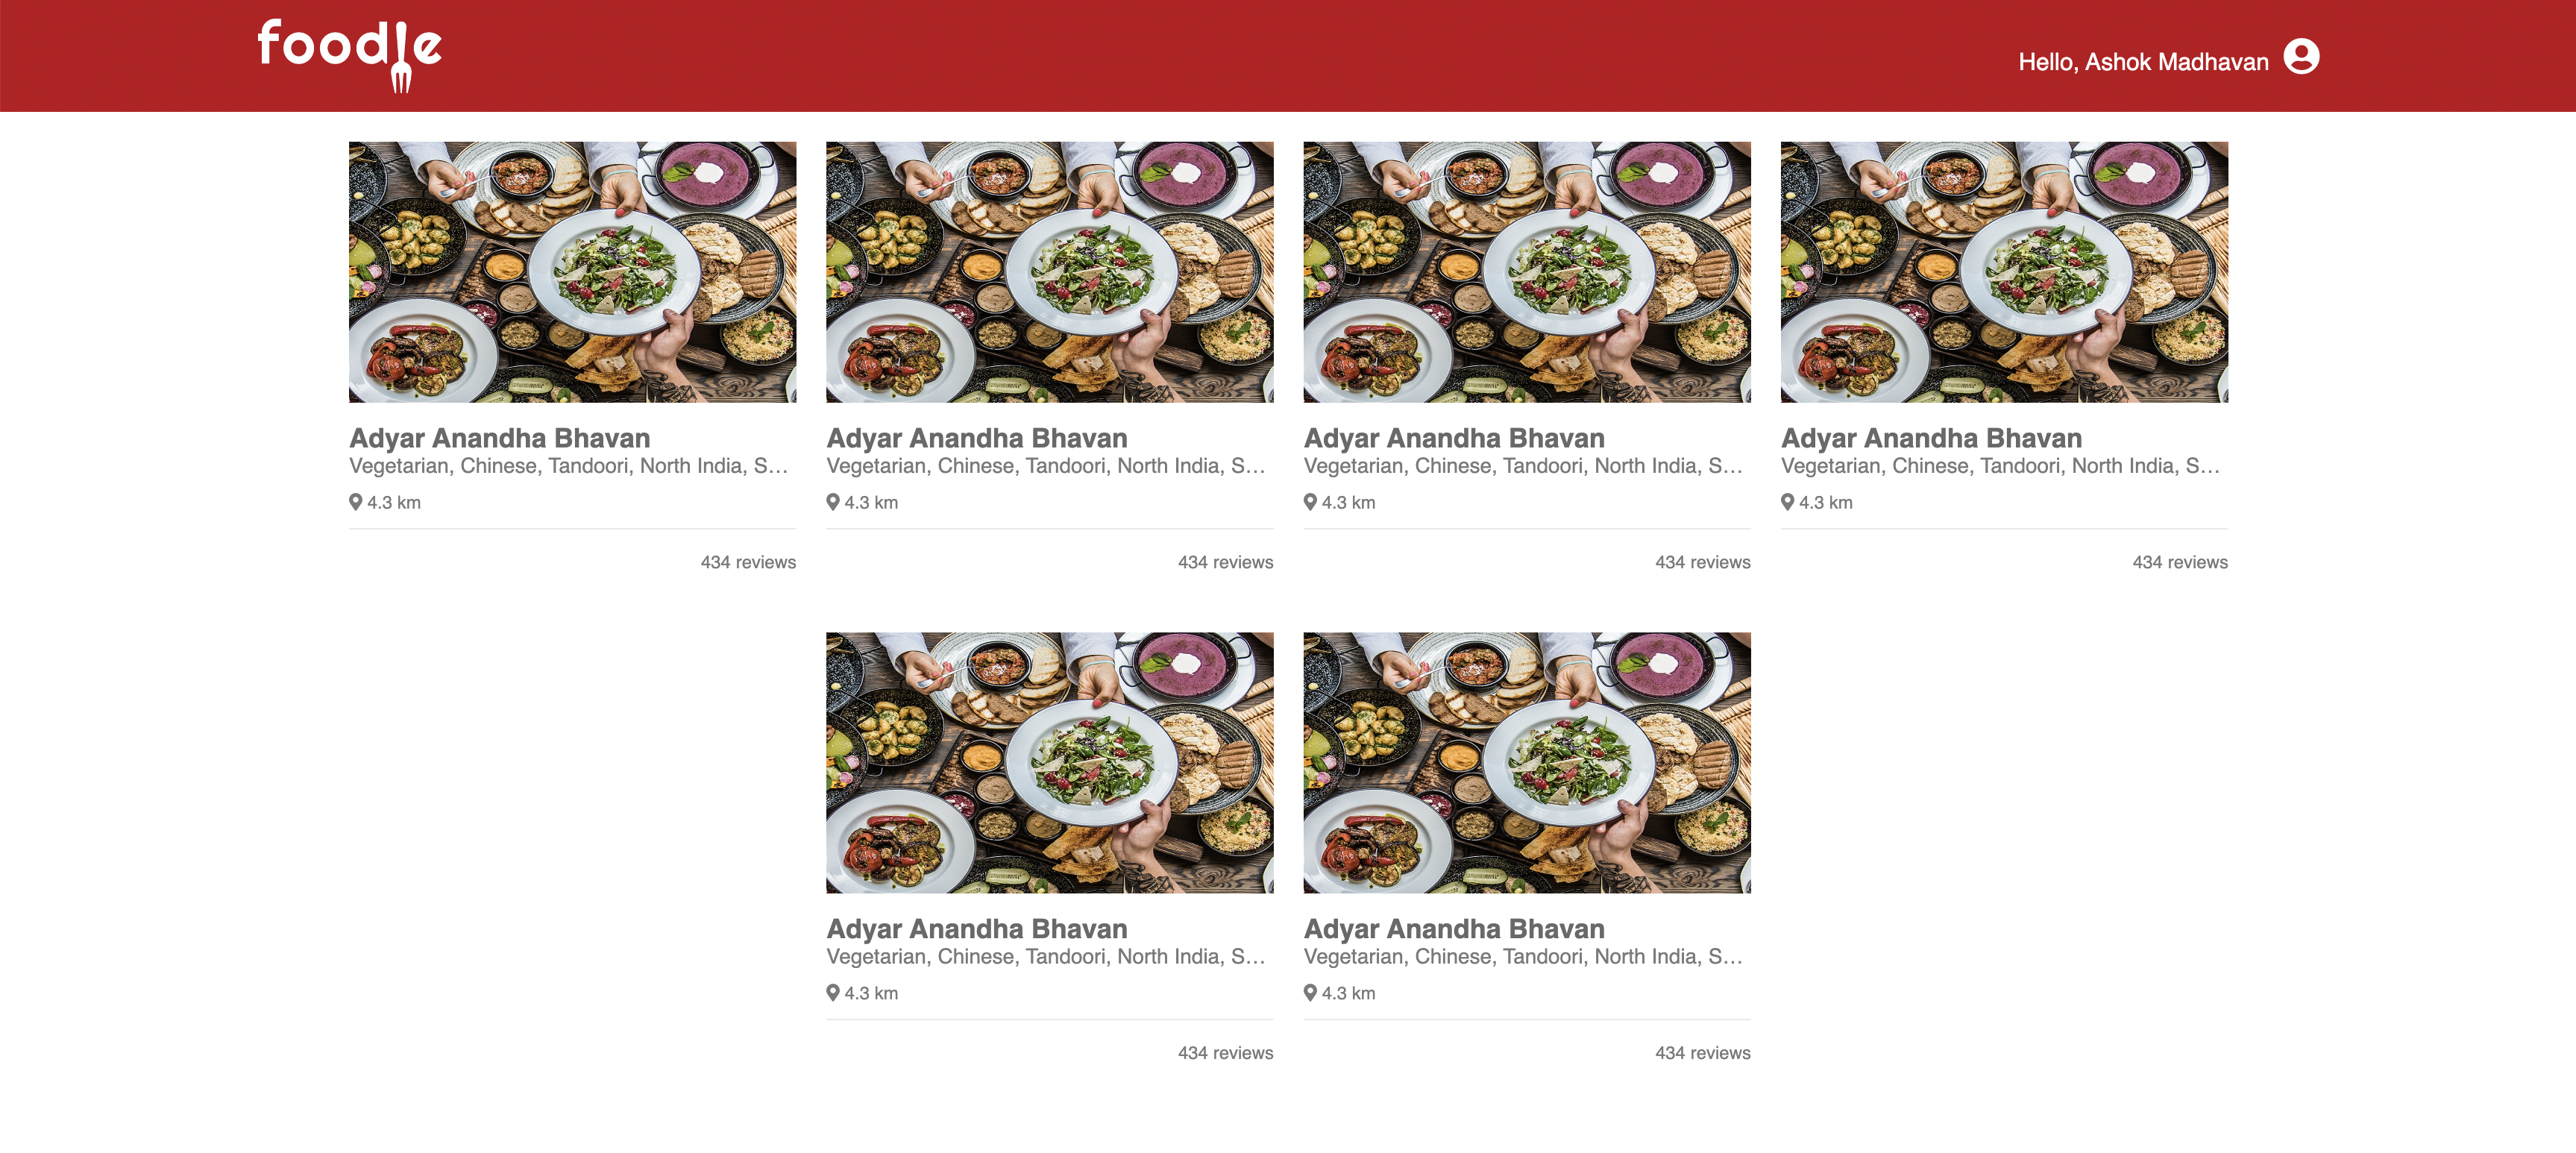 foodle
Hello, Ashok Madhavan
Adyar Anandha Bhavan
Vegetarian, Chinese, Tandoori, North India, S...
4.3 km
434 reviews
Adyar Anandha Bhavan
Vegetarian, Chinese, Tandoori, North India, S...
4.3 km
434 reviews
Adyar Anandha Bhavan
Vegetarian, Chinese, Tandoori, North India, S...
4.3 km
434 reviews
Adyar Anandha Bhavan
Vegetarian, Chinese, Tandoori, North India, S...
4.3 km
434 reviews
Adyar Anandha Bhavan
Vegetarian, Chinese, Tandoori, North India, S...
4.3 km
434 reviews
Adyar Anandha Bhavan
Vegetarian, Chinese, Tandoori, North India, S...
4.3 km
434 reviews